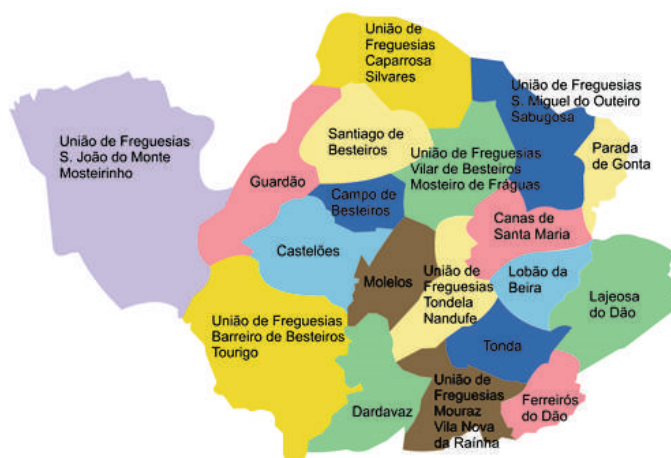 União de
Freguesias
Caparrosa
Silvares
União de Freguesias
S. Miguel do Outeiro
Sabugosa
União de Freguesias
S. João do Monte
Mosteirinho
Santiago de
Besteiros
União de Freguesias
Vilar de Besteiros
Mosteiro de Fráguas
Parada
de Gonta
Guardão
Campo de
Besteiros
Canas de
Santa Maria
Castelões
Molelos
União de
Freguesias
Tondela
Nandufe
Lobão da
Beira
Lajeosa
do Dão
União de Freguesias
Barreiro de Besteiros
Tourigo
Tonda
Dardavaz
União de
Freguesias
Mouraz
Vila Nova
da Raínha
Ferreirós
do Dão